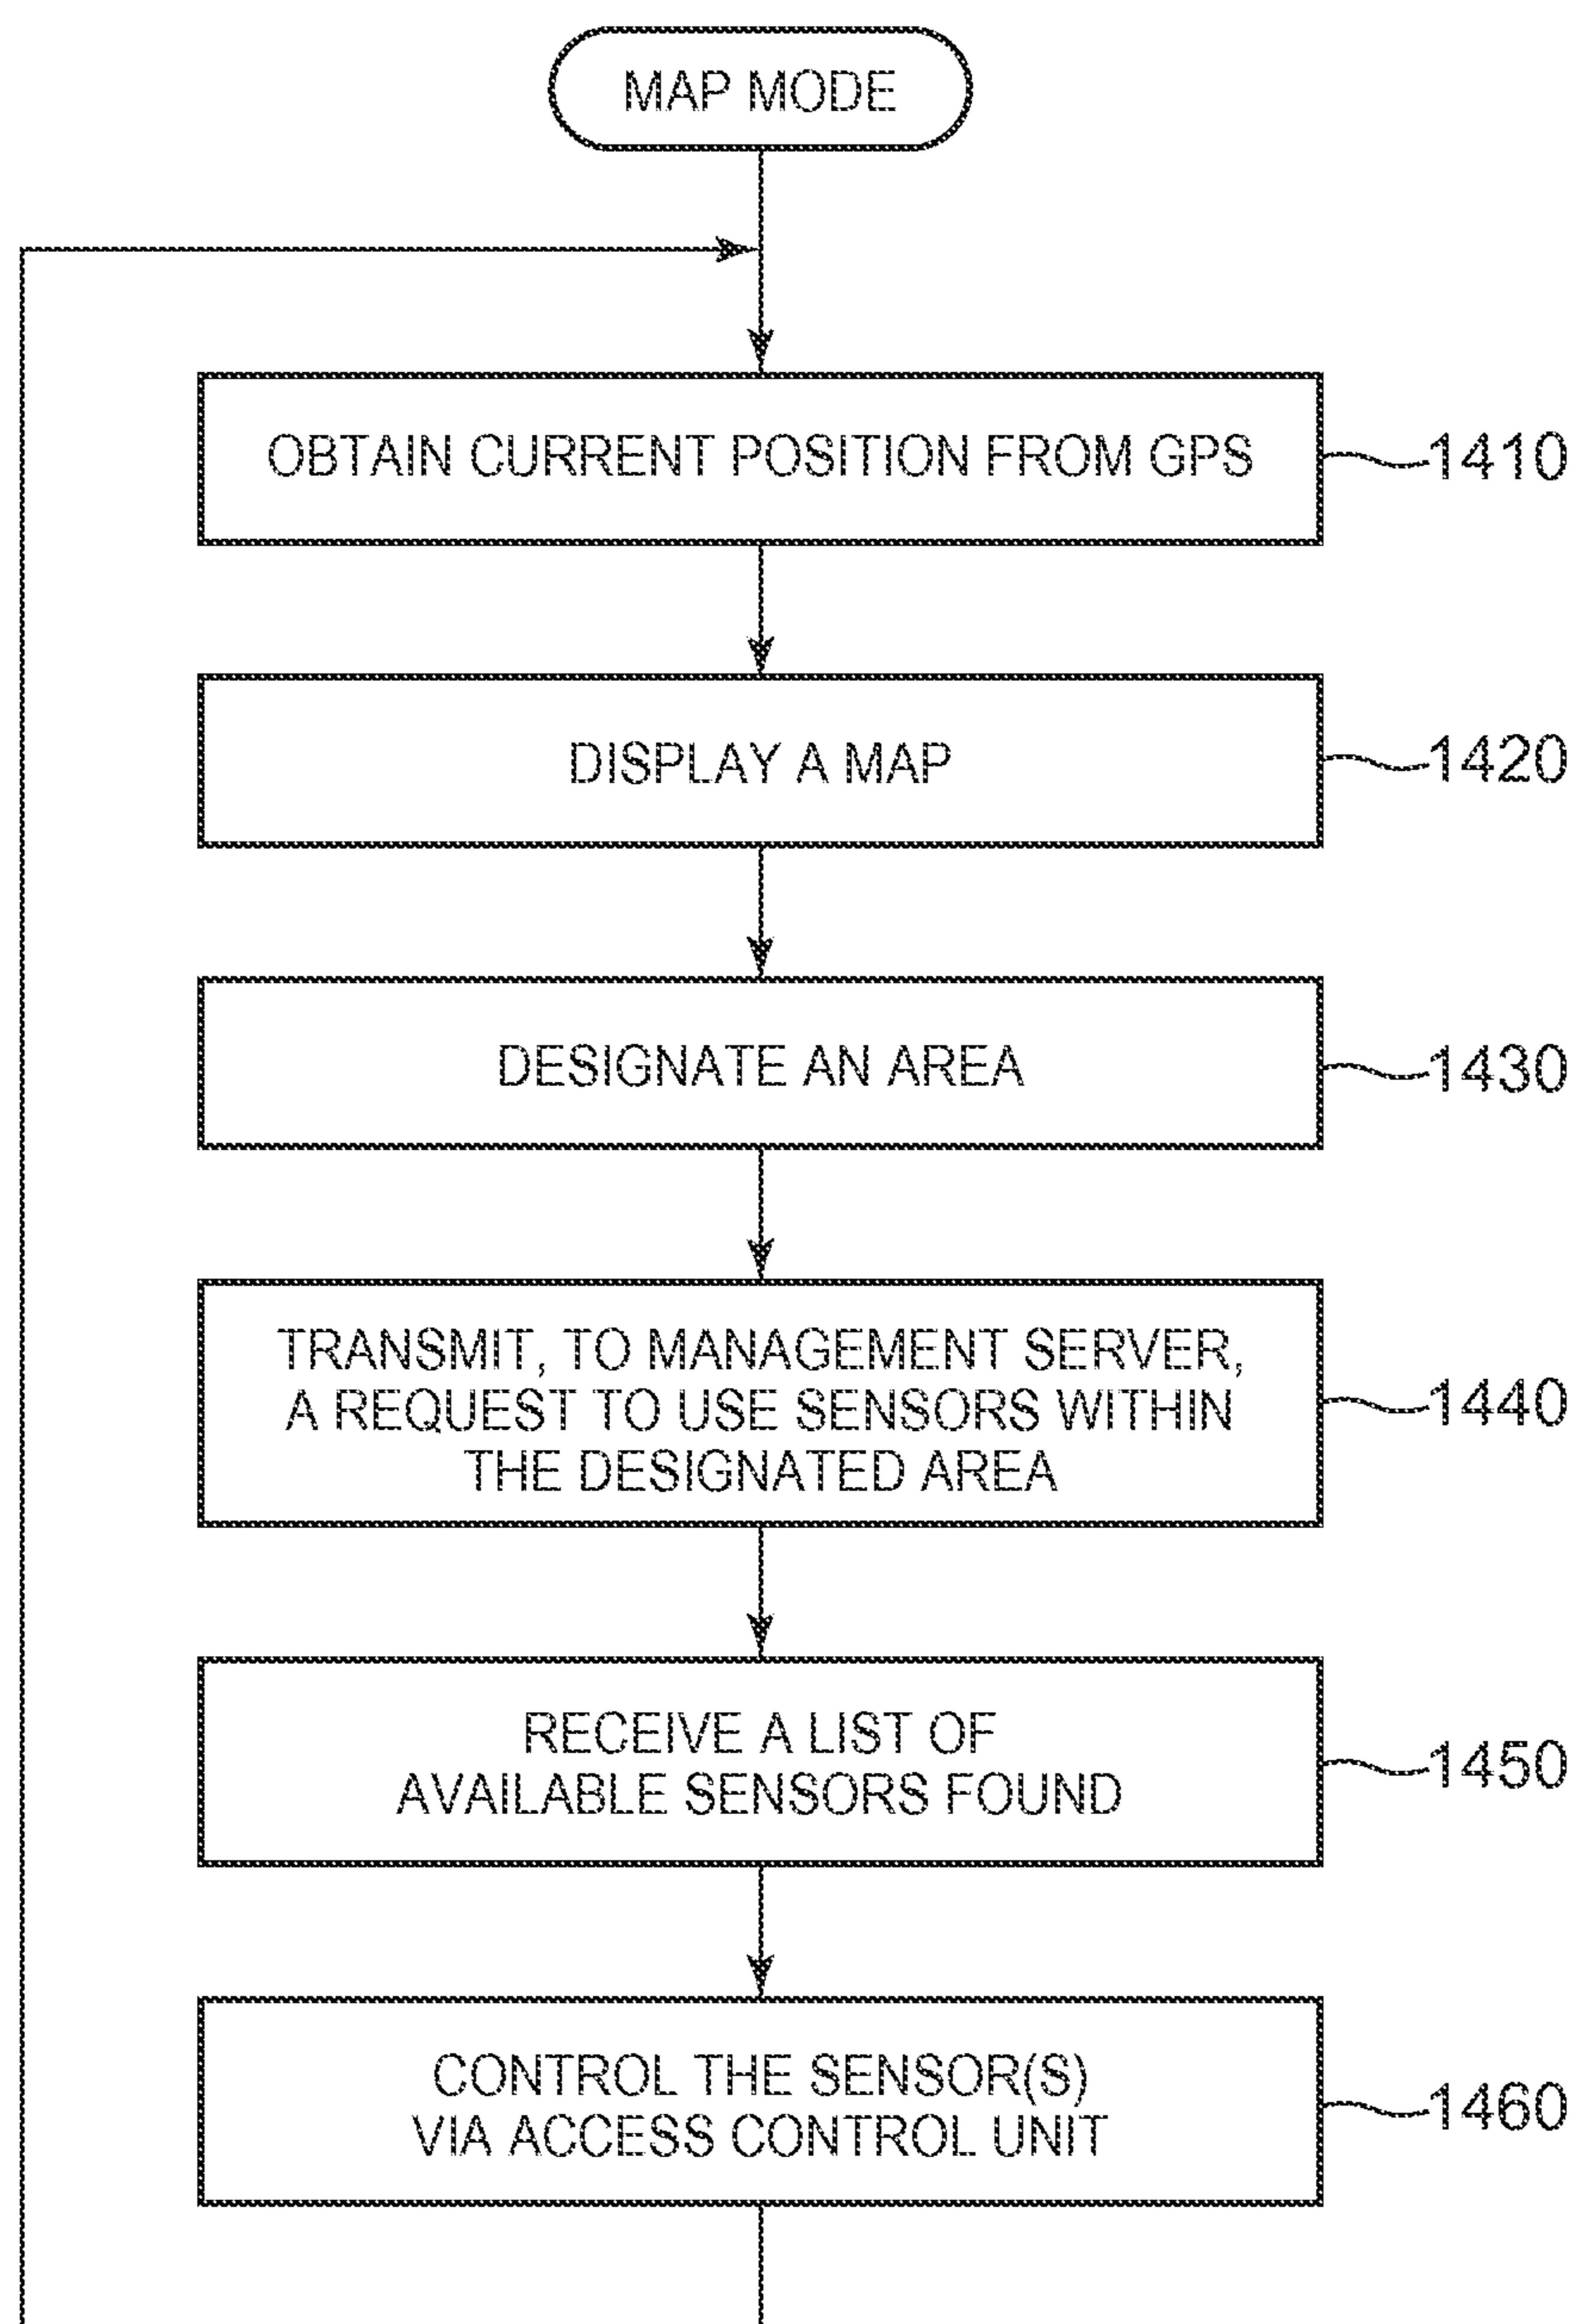 MAP MODE
OBTAIN CURRENT POSITION FROM GPS
1410
DISPLAY A MAP
1420
DESIGNATE AN AREA
1430
TRANSMIT, TO MANAGEMENT SERVER,
A REQUEST TO USE SENSORS WITHIN
THE DESIGNATED AREA
1440
RECEIVE A LIST OF
AVAILABLE SENSORS FOUND
1450
CONTROL THE SENSOR(S)
VIA ACCESS CONTROL UNIT
1460